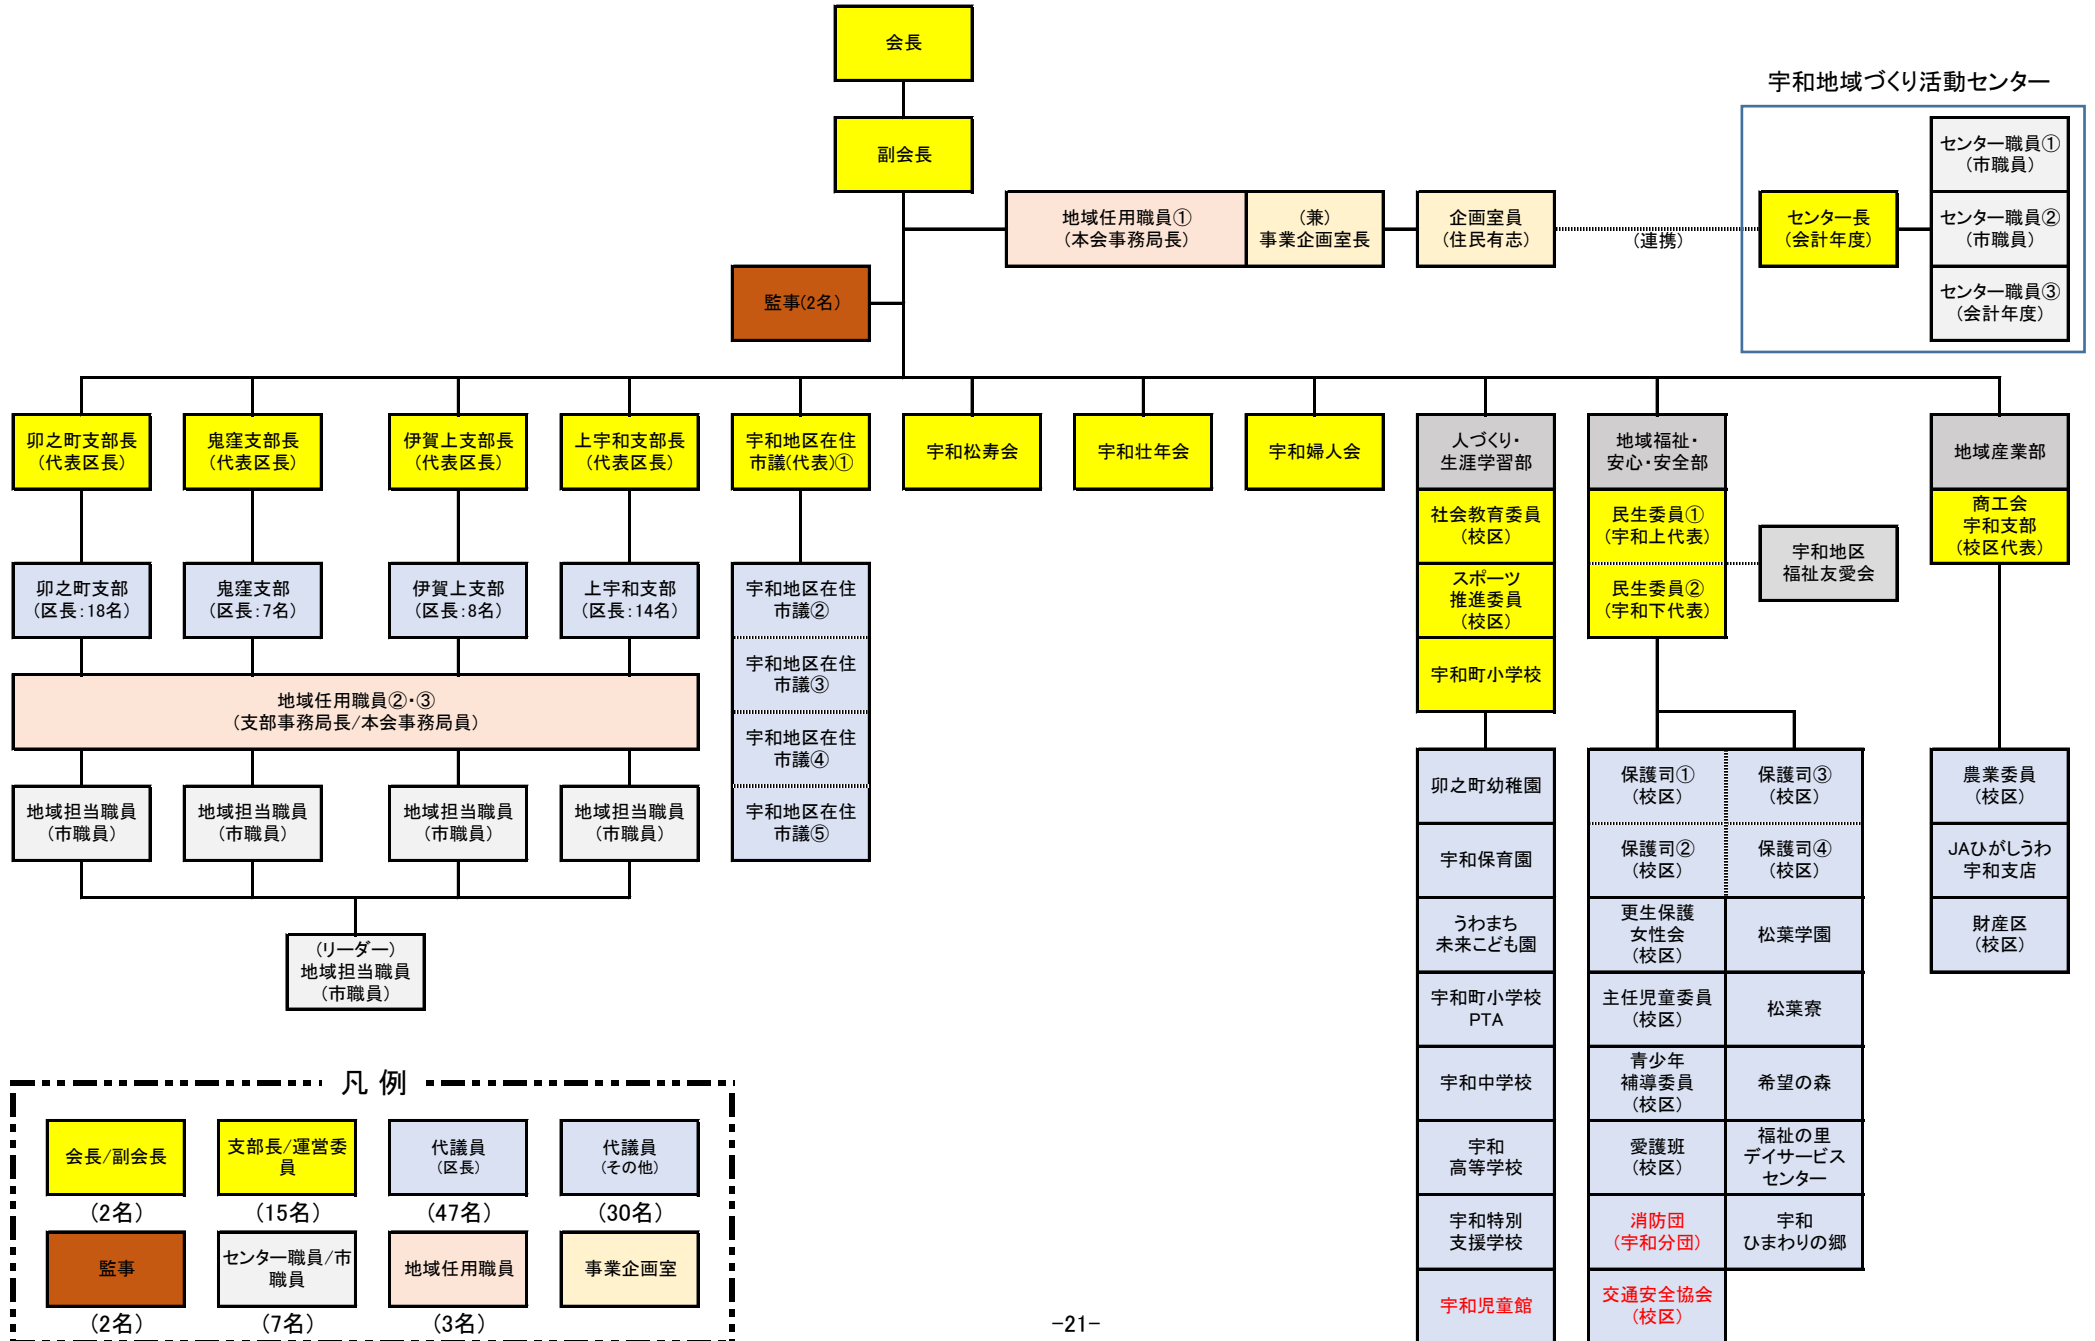 会長
宇和地域づくり活動センター
副会長
センター職員①
(市職員)
地域任用職員①
(本会事務局長)
(兼)
事業企画室長
企画室員
(住民有志)
(連携)
センター長
(会計年度)
センター職員②
(市職員)
監事(2名)
センター職員③
(会計年度)
卯之町支部長
(代表区長)
鬼窪支部長
(代表区長)
伊賀上支部長
(代表区長)
上宇和支部長
(代表区長)
宇和地区在住
市議(代表)①
宇和松寿会
宇和壮年会
宇和婦人会
人づくり・
生涯学習部
地域福祉・
安心・安全部
地域産業部
社会教育委員
(校区)
民生委員①
(宇和上代表)
商工会
宇和支部
(校区代表)
宇和地区
福祉友愛会
卯之町支部
(区長:18名)
鬼窪支部
(区長:7名)
伊賀上支部
(区長:8名)
上宇和支部
(区長:14名)
宇和地区在住
市議②
スポーツ
推進委員
(校区)
民生委員②
(宇和下代表)
宇和地区在住
市議③
宇和町小学校
地域任用職員②・③
(支部事務局長/本会事務局員)
宇和地区在住
市議④
地域担当職員
(市職員)
地域担当職員
(市職員)
地域担当職員
(市職員)
地域担当職員
(市職員)
宇和地区在住
市議⑤
卯之町幼稚園
保護司①
(校区)
保護司③
(校区)
農業委員
(校区)
宇和保育園
保護司②
(校区)
保護司④
(校区)
JAひがしうわ
宇和支店
(リーダー)
地域担当職員
(市職員)
うわまち
未来こども園
更生保護
女性会
(校区)
松葉学園
財産区
(校区)
宇和町小学校
PTA
主任児童委員
(校区)
松葉寮
宇和中学校
青少年
補導委員
(校区)
希望の森
宇和
高等学校
愛護班
(校区)
福祉の里
デイサービス
センター
宇和特別
支援学校
消防団
(宇和分団)
宇和
ひまわりの郷
宇和児童館
交通安全協会
(校区)
凡 例
会長/副会長
支部長/運営委
員
代議員
(区長)
代議員
(その他)
(2名)
(15名)
(47名)
(30名)
監事
センター職員/市
職員
地域任用職員
事業企画室
(2名)
(7名)
(3名)
-21-